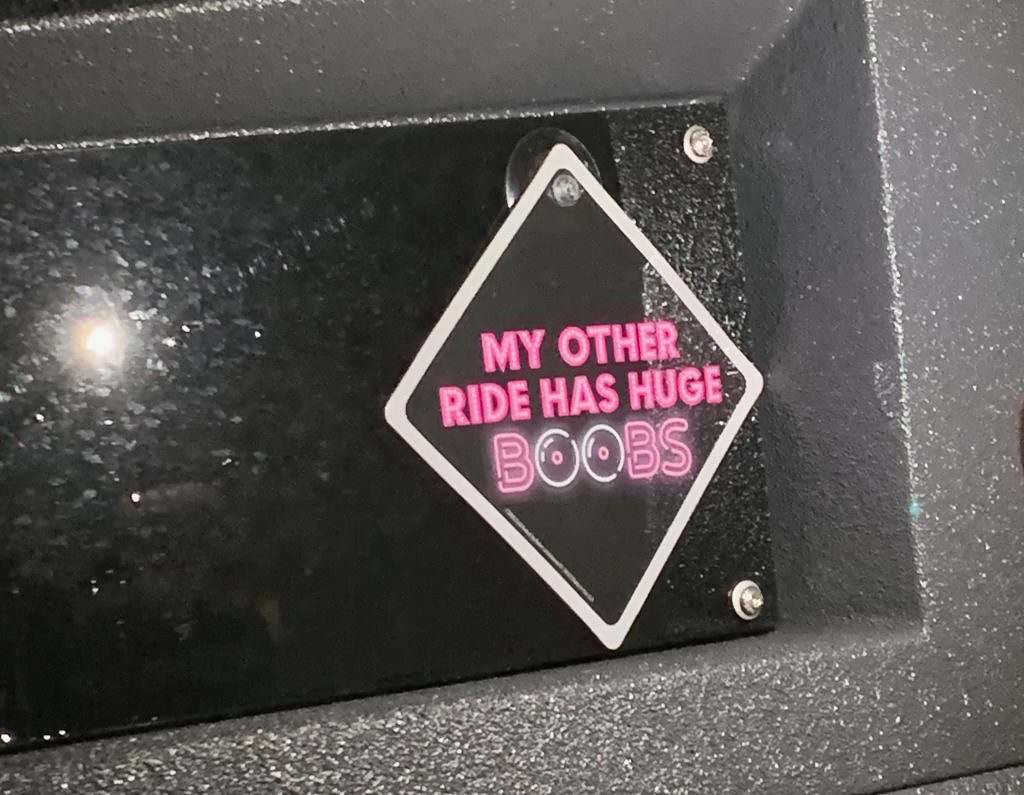 MY OTHER
RIDE HAS HUGE
BOOBS